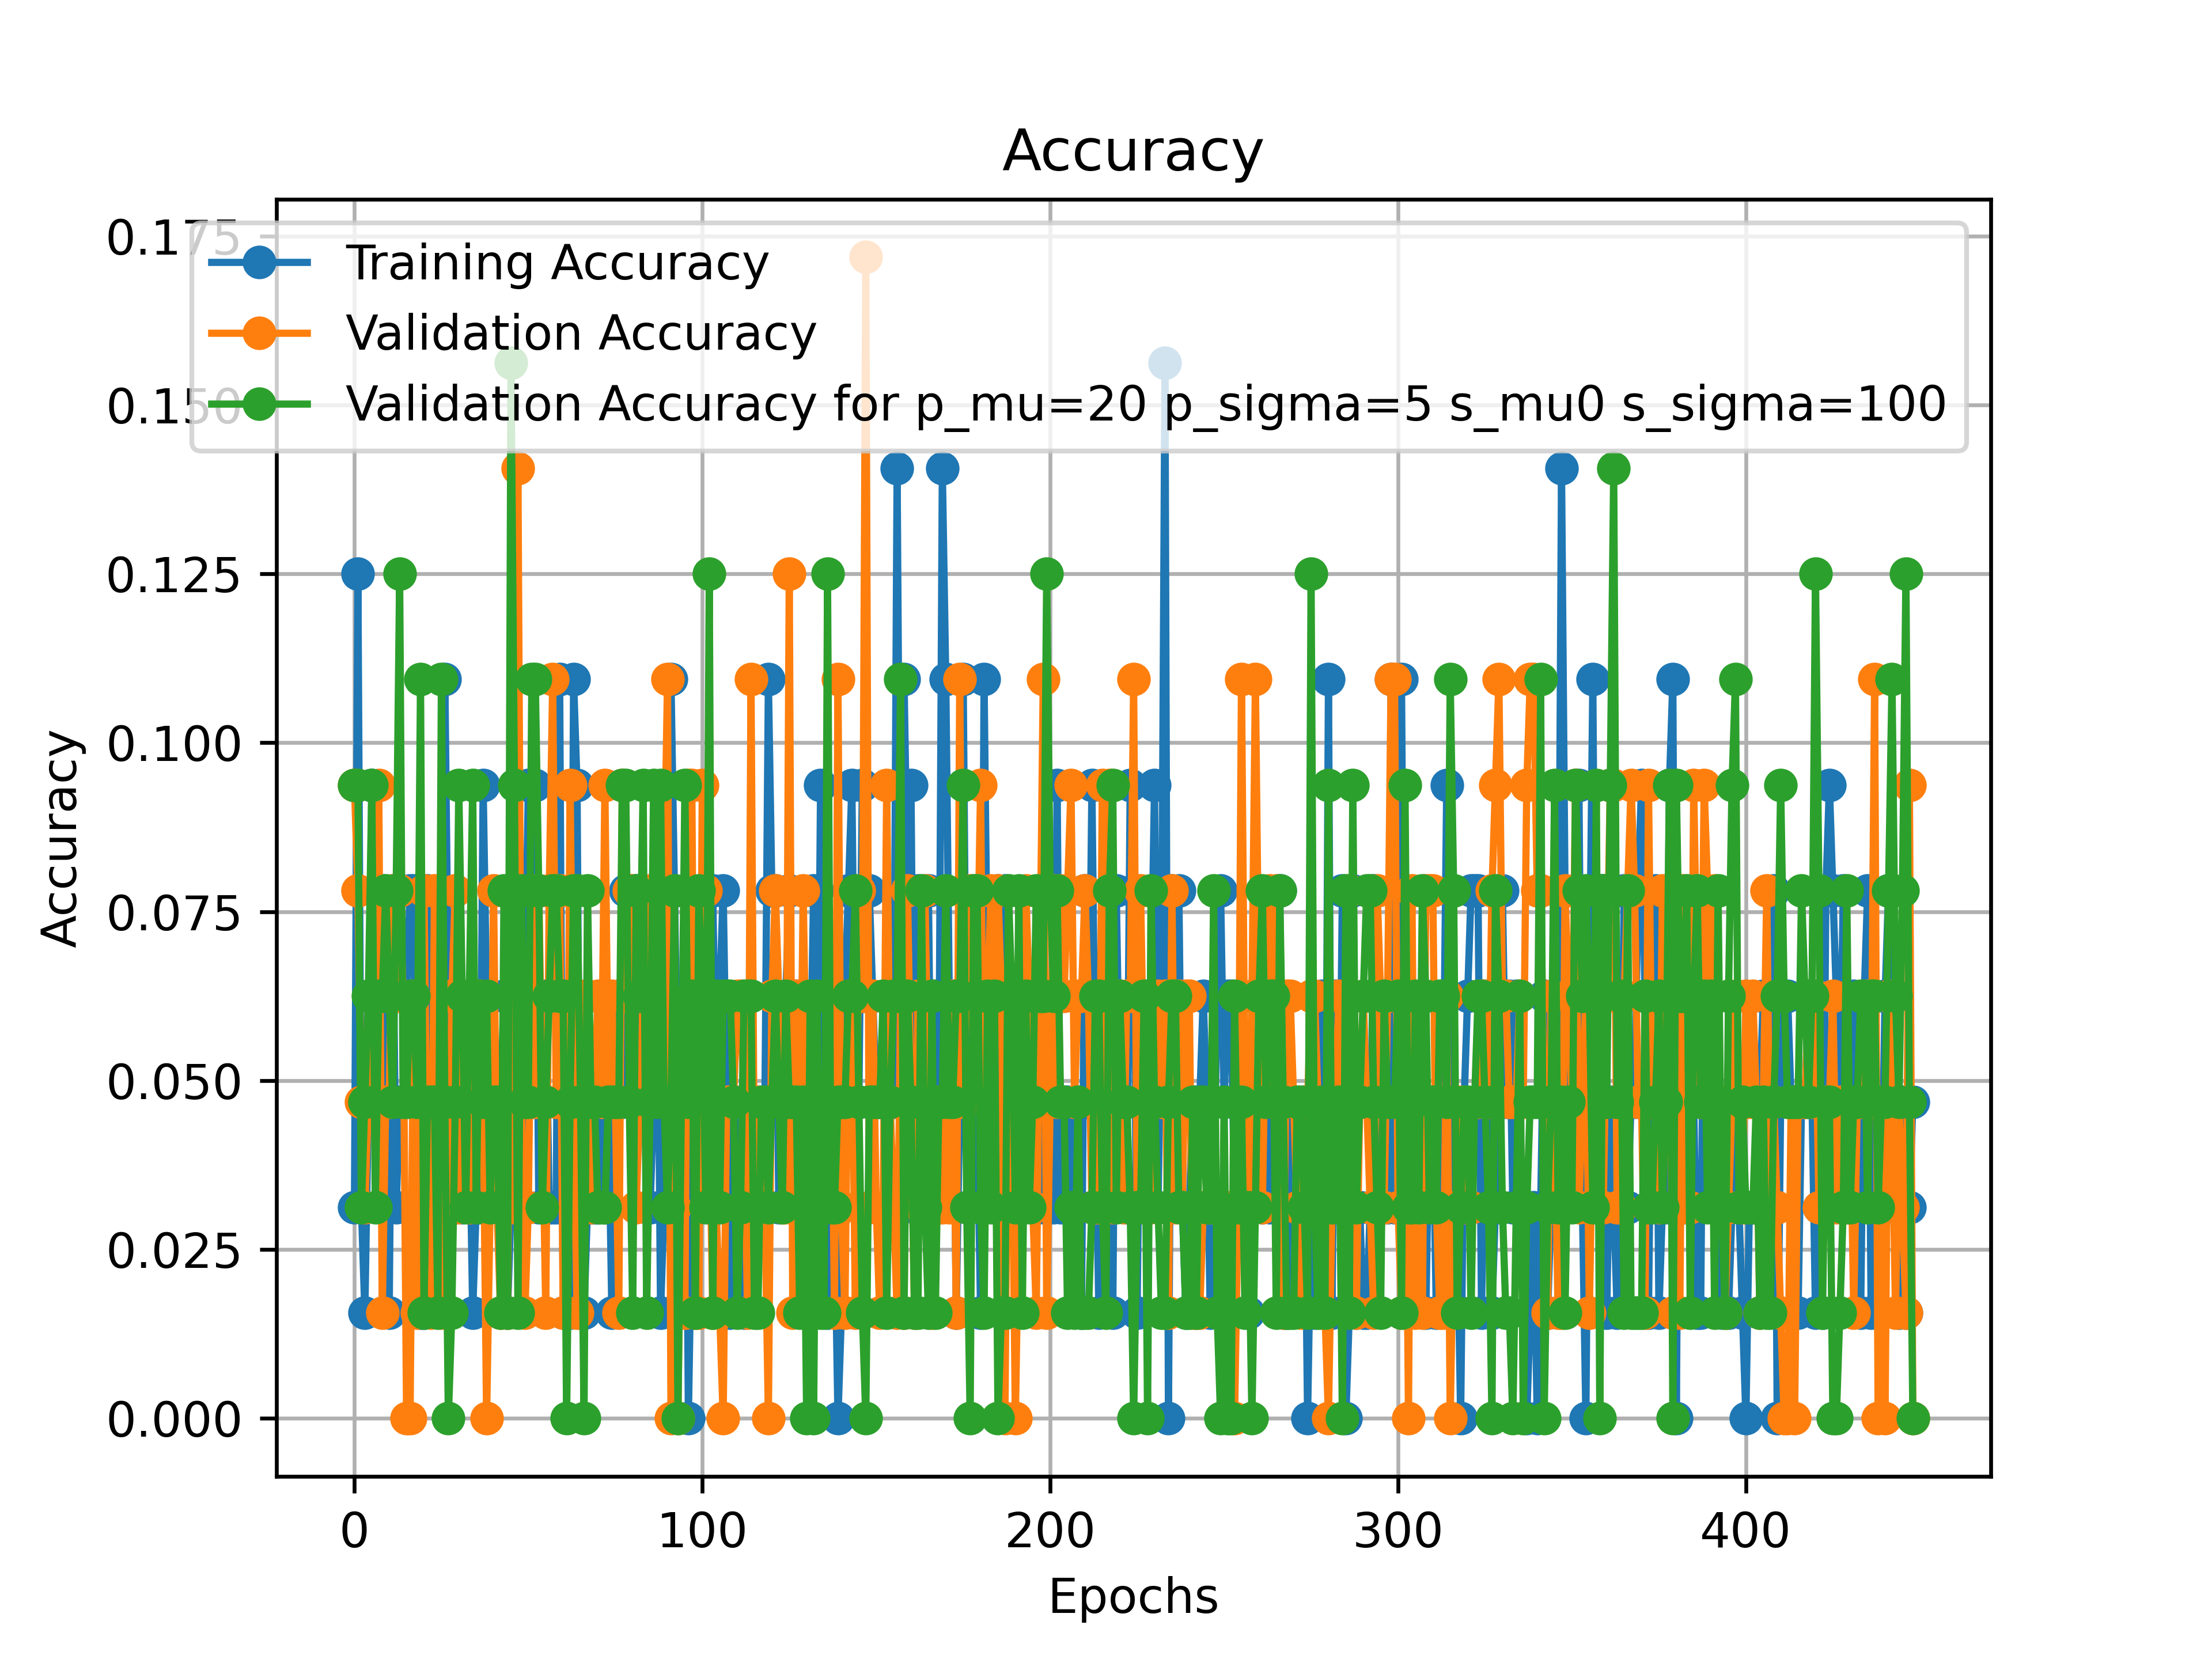 Accuracy
0.175
Training Accuracy
Validation Accuracy
0.150
Validation Accuracy for p_mu=20 p_sigma=5 s_mu0 s_sigma=100
0.125
0.100
Accuracy
0.075
0.050
0.025
0.000
0 100 200 300 400
Epochs